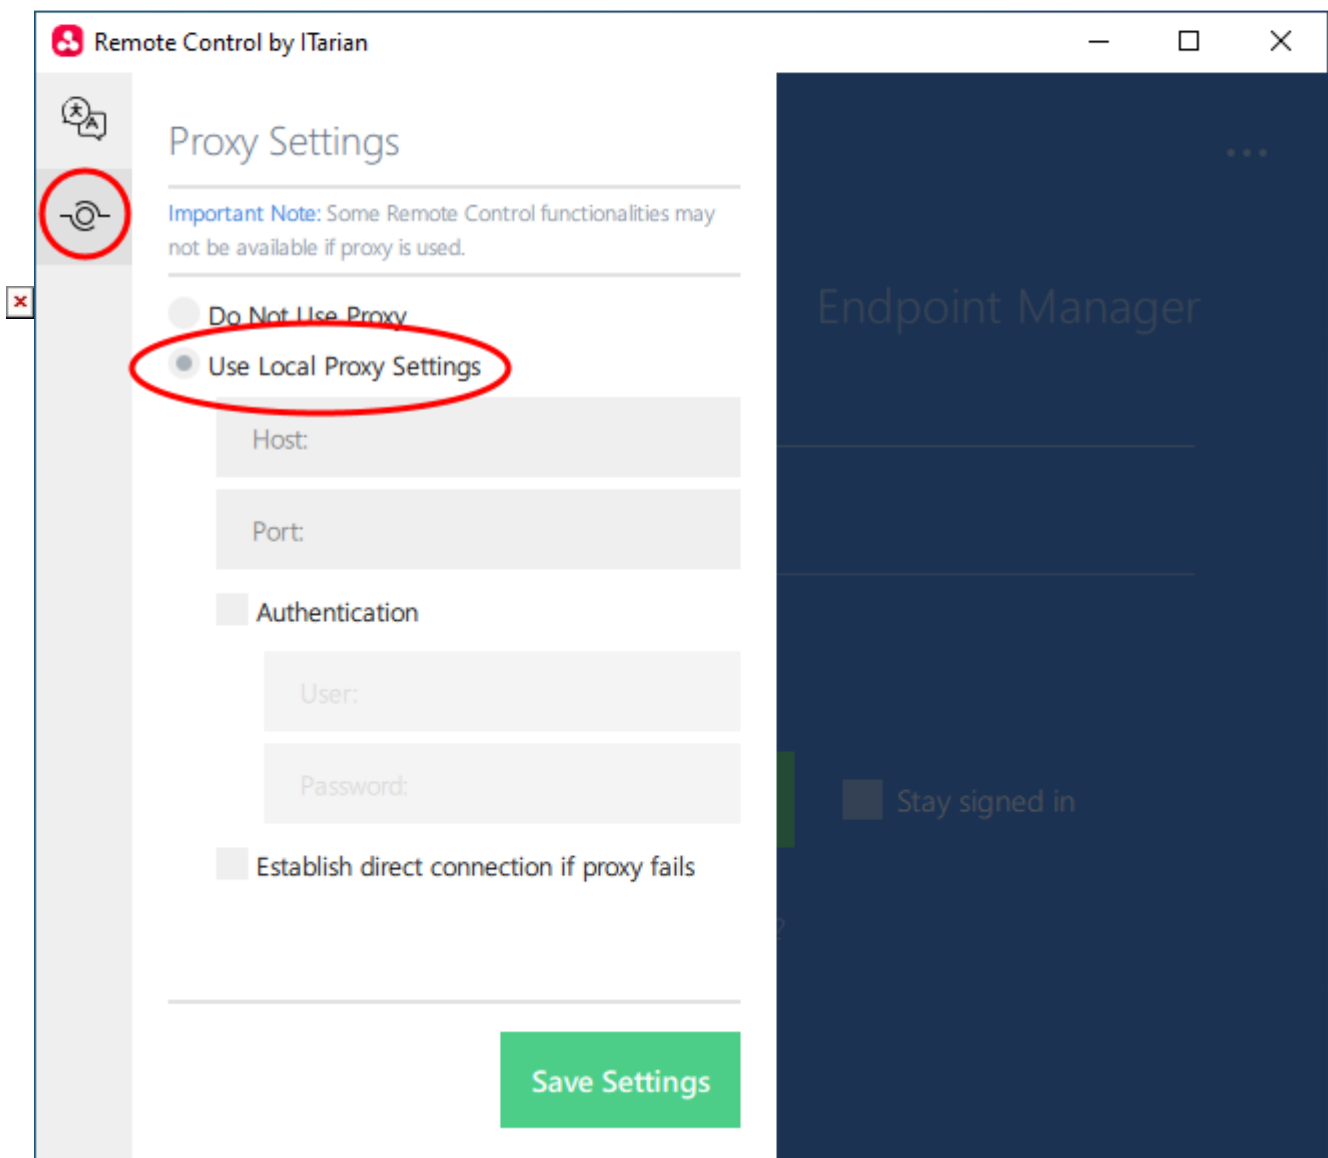 Remote Control by ITarian
Proxy Settings
Important Note: Some Remote Control functionalities may
not be available if proxy is used.
Do Not Use Proxy
Endpoint Manager
Use Local Proxy Settings
Host:
Port:
Authentication
User:
Password:
Stay signed in
Establish direct connection if proxy fails
?
Save Settings